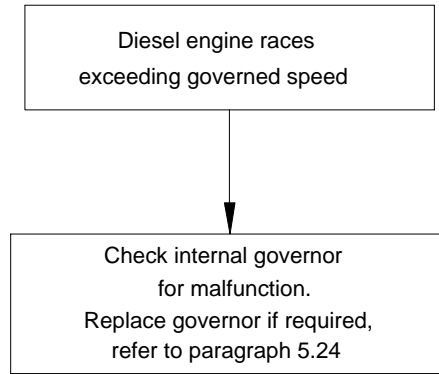 Diesel engine races
exceeding governed speed
Check internal governor
for malfunction.
Replace governor if required,
refer to paragraph 5.24